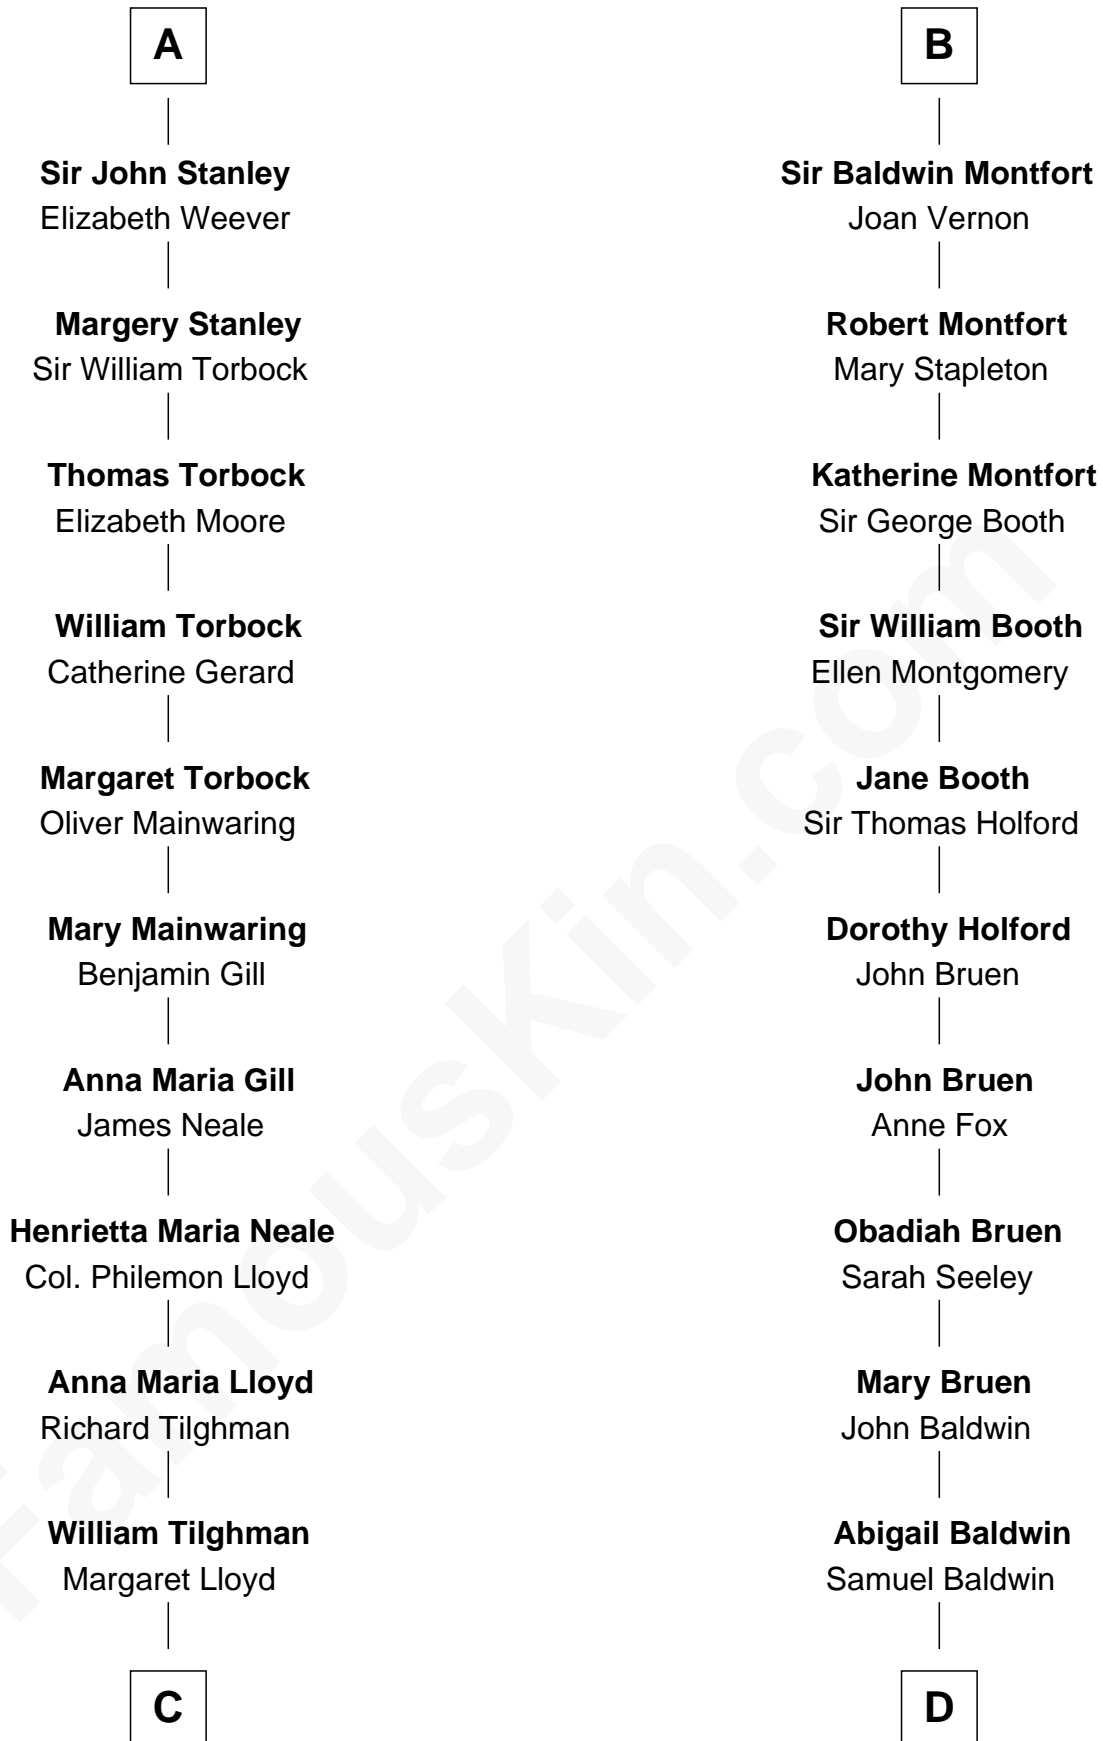 A
Sir John Stanley
Elizabeth Weever
Margery Stanley
Sir William Torbock
Thomas Torbock
Elizabeth Moore
William Torbock
Catherine Gerard
Margaret Torbock
Oliver Mainwaring
Mary Mainwaring
Benjamin Gill
Anna Maria Gill
James Neale
Henrietta Maria Neale
Col. Philemon Lloyd
Anna Maria Lloyd
Richard Tilghman
William Tilghman
Margaret Lloyd
C
B
Sir Baldwin Montfort
Joan Vernon
Robert Montfort
Mary Stapleton
Katherine Montfort
Sir George Booth
Sir William Booth
Ellen Montgomery
Jane Booth
Sir Thomas Holford
Dorothy Holford
John Bruen
John Bruen
Anne Fox
Obadiah Bruen
Sarah Seeley
Mary Bruen
John Baldwin
Abigail Baldwin
Samuel Baldwin
D
FamousKin.com